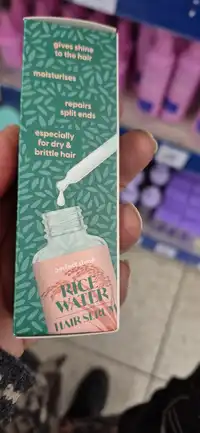 gives shine
to the hair
moisturises
repairs
split ends
especially
for dry &
brittle hair
RICE
WATER
HAIR SERUM